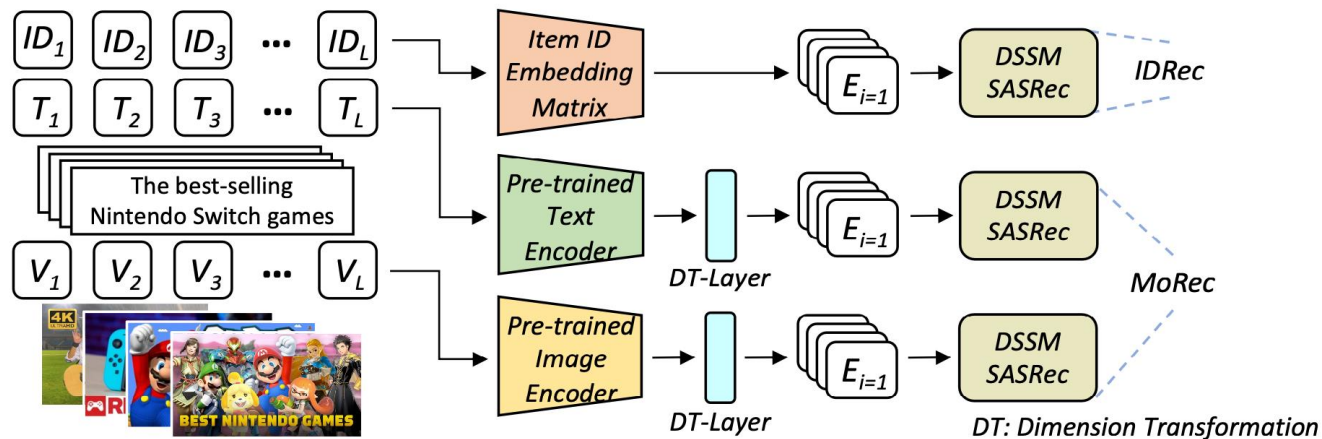 ID1 ID2 ID3 ... IDL
T1 T2 T3 ... TL
The best-selling
Nintendo Switch games
V1 V2 V3 ... VL
4K
ULTRA HD
BEST NINTENDO GAMES
Item ID
Embedding
Matrix
Ei=1
DSSM
SASRec
IDRec
Pre-trained
Text
Encoder
DT-Layer
Ei=1
DSSM
SASRec
Pre-trained
Image
Encoder
DT-Layer
Ei=1
DSSM
SASRec
MoRec
DT: Dimension Transformation